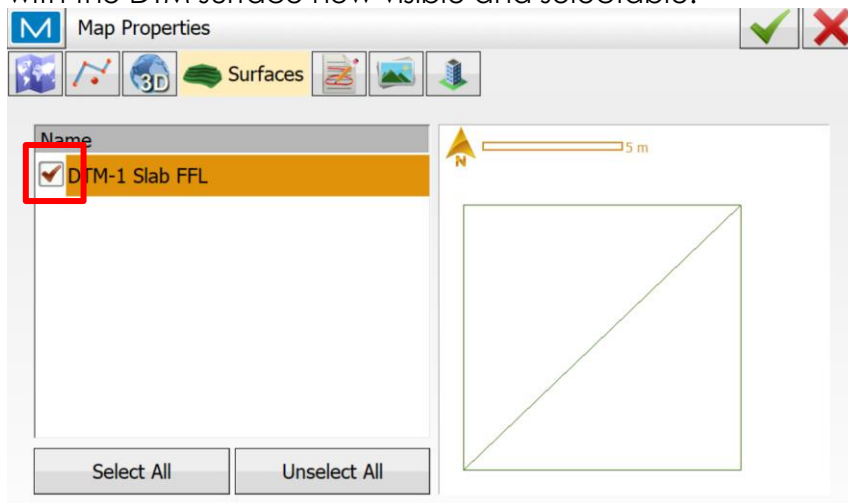 with the DTM surface now visible and selectable.
M Map Properties
3D Surfaces
Name
DTM-1 Slab FFL
N 5 m
Select All Unselect All